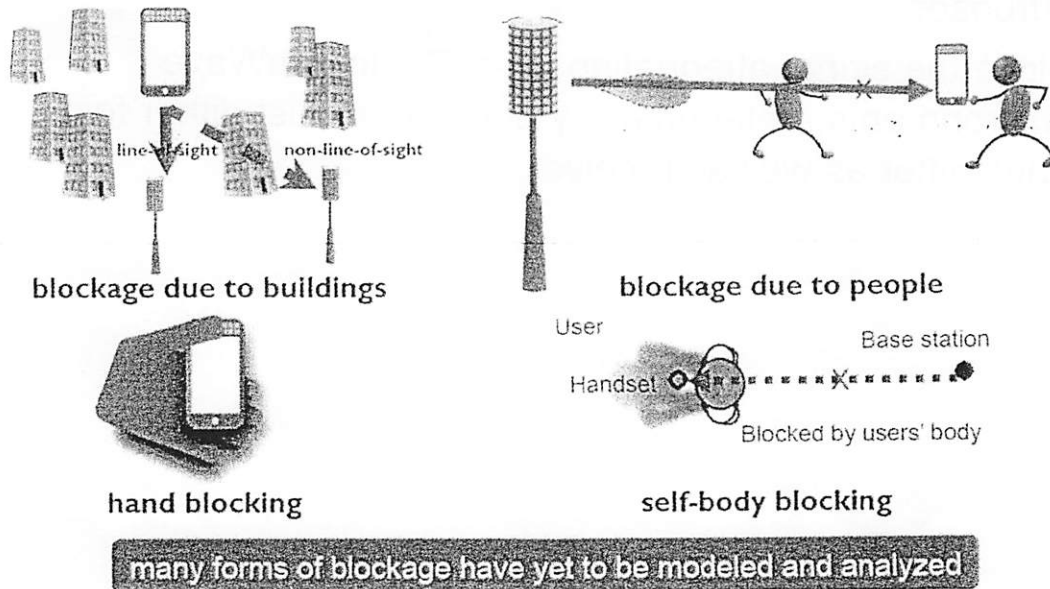 line-of-sight
non-line-of-sight
blockage due to buildings
blockage due to people
User
Base station
Handset
Blocked by users' body
hand blocking
self-body blocking
many forms of blockage have yet to be modeled and analyzed